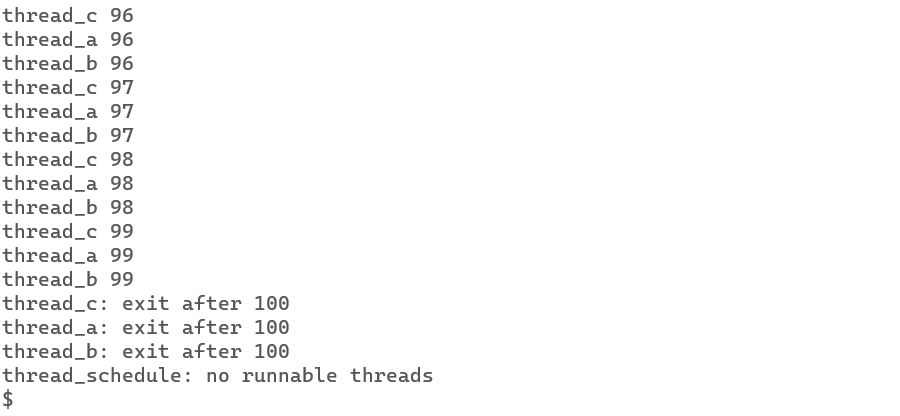 thread_c 96
thread_a 96
thread_b 96
thread_c 97
thread_a 97
thread_b 97
thread_c 98
thread_a 98
thread_b 98
thread_c 99
thread_a 99
thread_b 99
thread_c: exit after 100
thread_a: exit after 100
thread_b: exit after 100
thread_schedule: no runnable threads
$